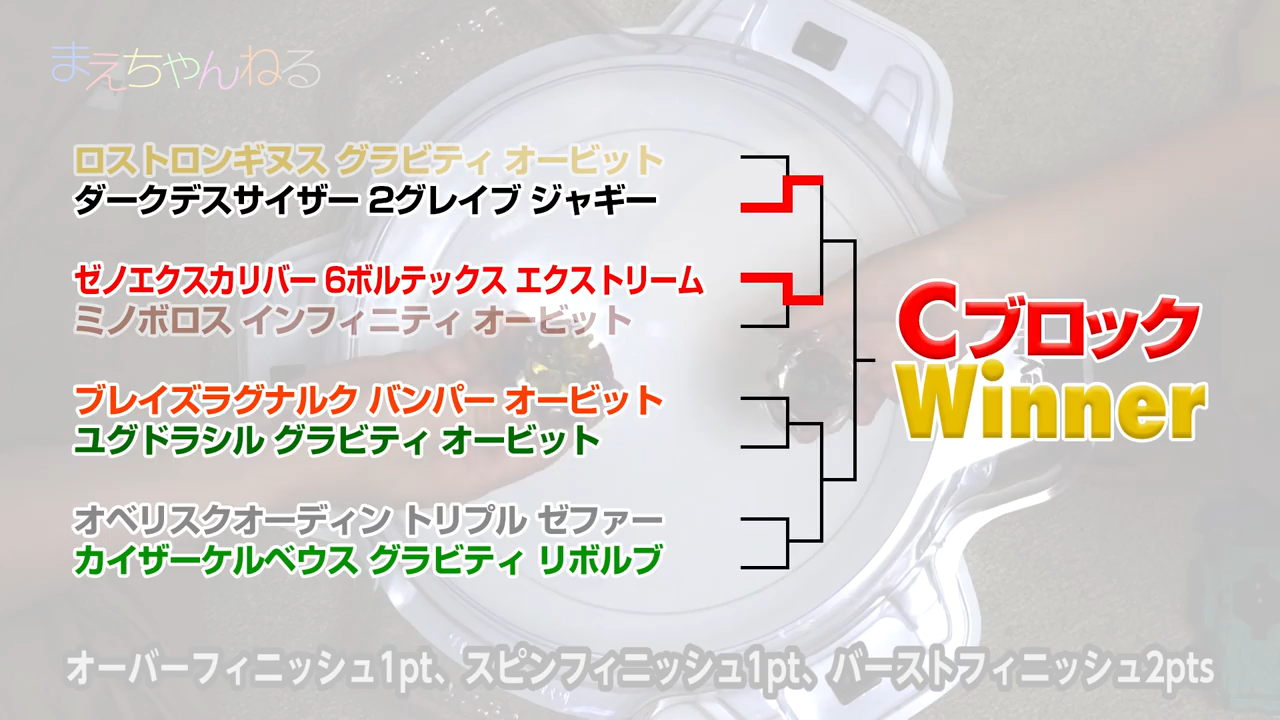 まえちゃんねる
ロストロンギヌス グラビティ オービット
ダークデスサイザー 2グレイブ ジャギー
ゼノエクスカリバー 6ボルテックス エクストリーム
ミノボロス インフィニティ オービット
ブレイズラグナルク バンパー オービット
ユグドラシル グラビティ オービット
オベリスクオーディン トリプル ゼファー
カイザーケルベウス グラビティ リボルブ
Cブロック
Winner
オーバーフィニッシュ1pt、スピンフィニッシュ1pt、バーストフィニッシュ2pts